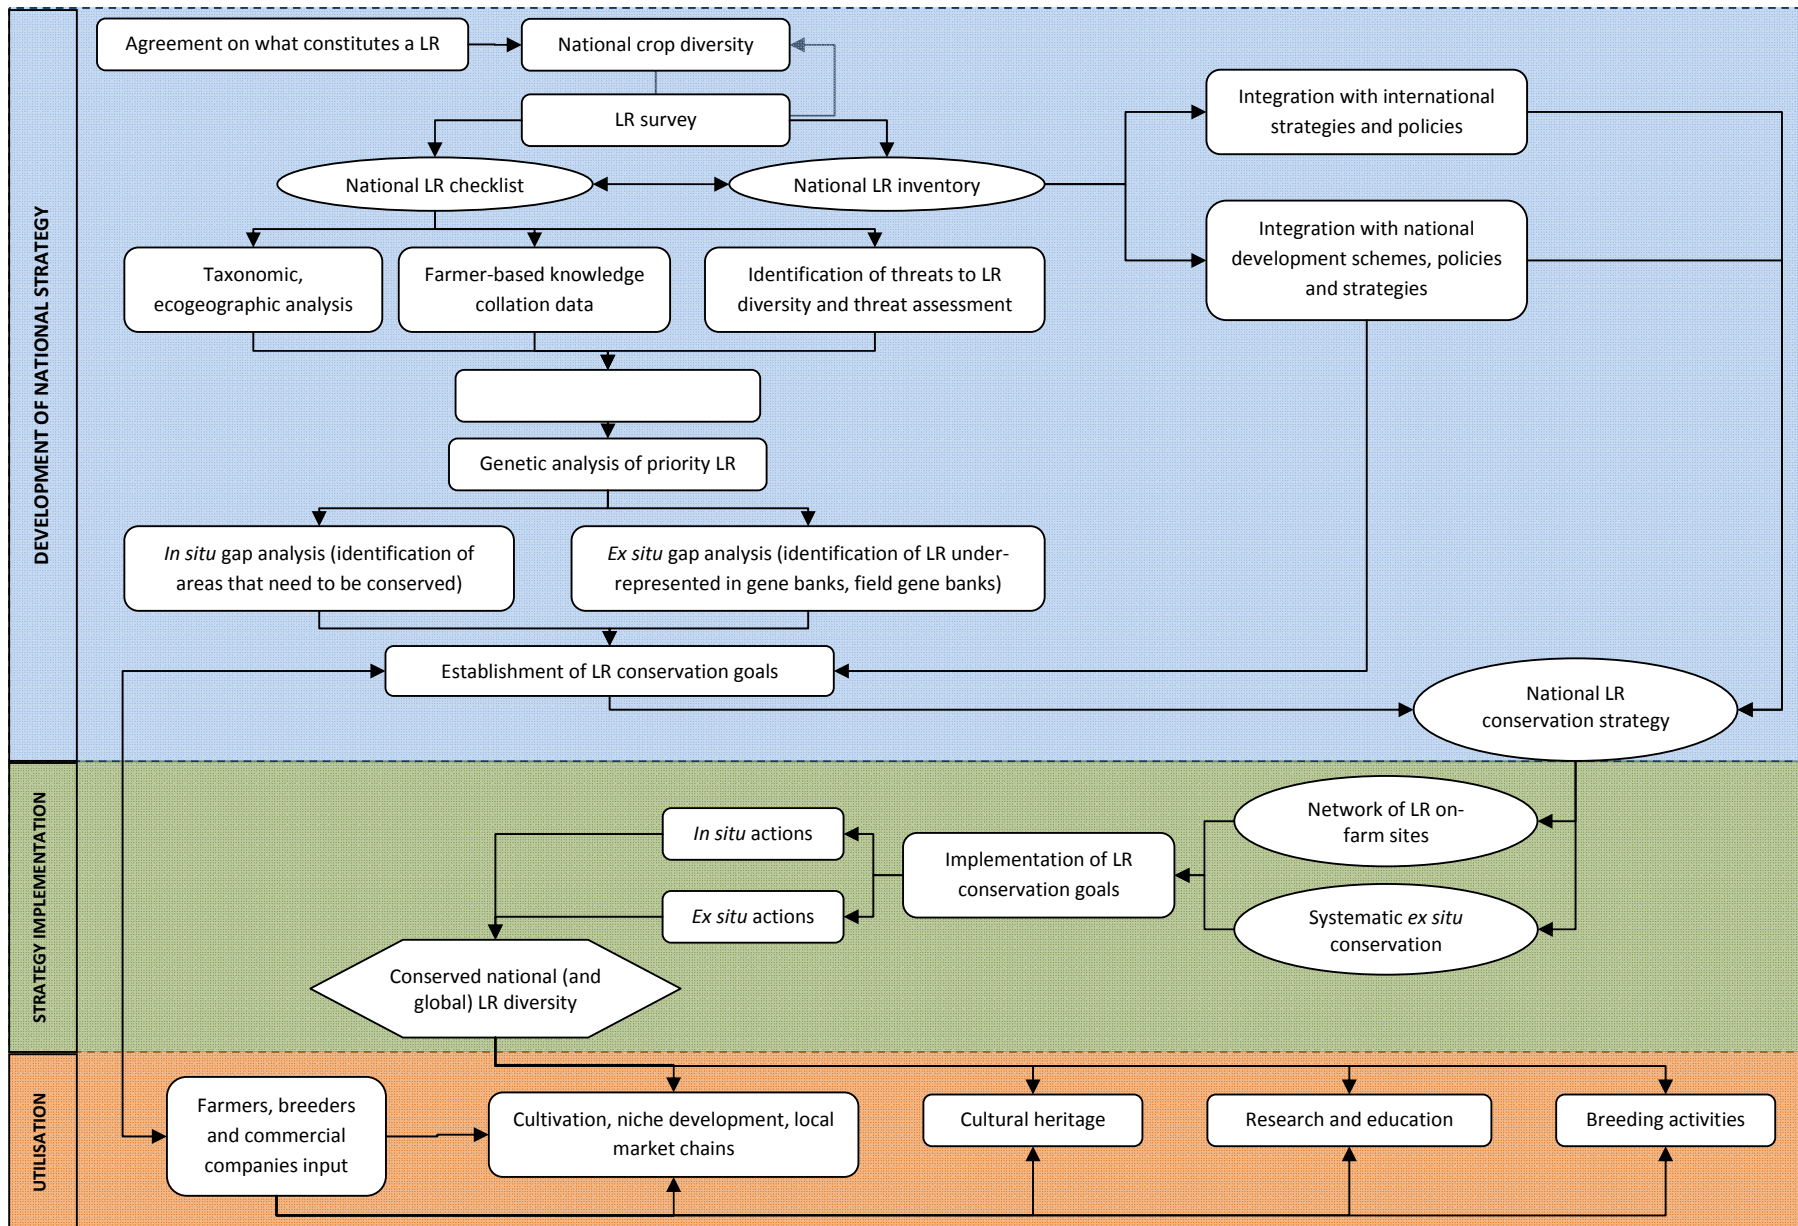 DEVELOPMENT OF NATIONAL STRATEGY
Agreement on what constitutes a LR
National crop diversity
LR survey
Integration with international
strategies and policies
National LR checklist
National LR inventory
Integration with national
development schemes, policies
and strategies
Taxonomic,
ecogeographic analysis
Farmer-based knowledge
collation data
Identification of threats to LR
diversity and threat assessment
Genetic analysis of priority LR
In situ gap analysis (identification of
areas that need to be conserved)
Ex situ gap analysis (identification of LR under-
represented in gene banks, field gene banks)
Establishment of LR conservation goals
National LR
conservation strategy
STRATEGY IMPLEMENTATION
Network of LR on-
farm sites
In situ actions
Implementation of LR
conservation goals
Ex situ actions
Systematic ex situ
conservation
Conserved national (and
global) LR diversity
UTILISATION
Farmers, breeders
and commercial
companies input
Cultivation, niche development, local
market chains
Cultural heritage
Research and education
Breeding activities